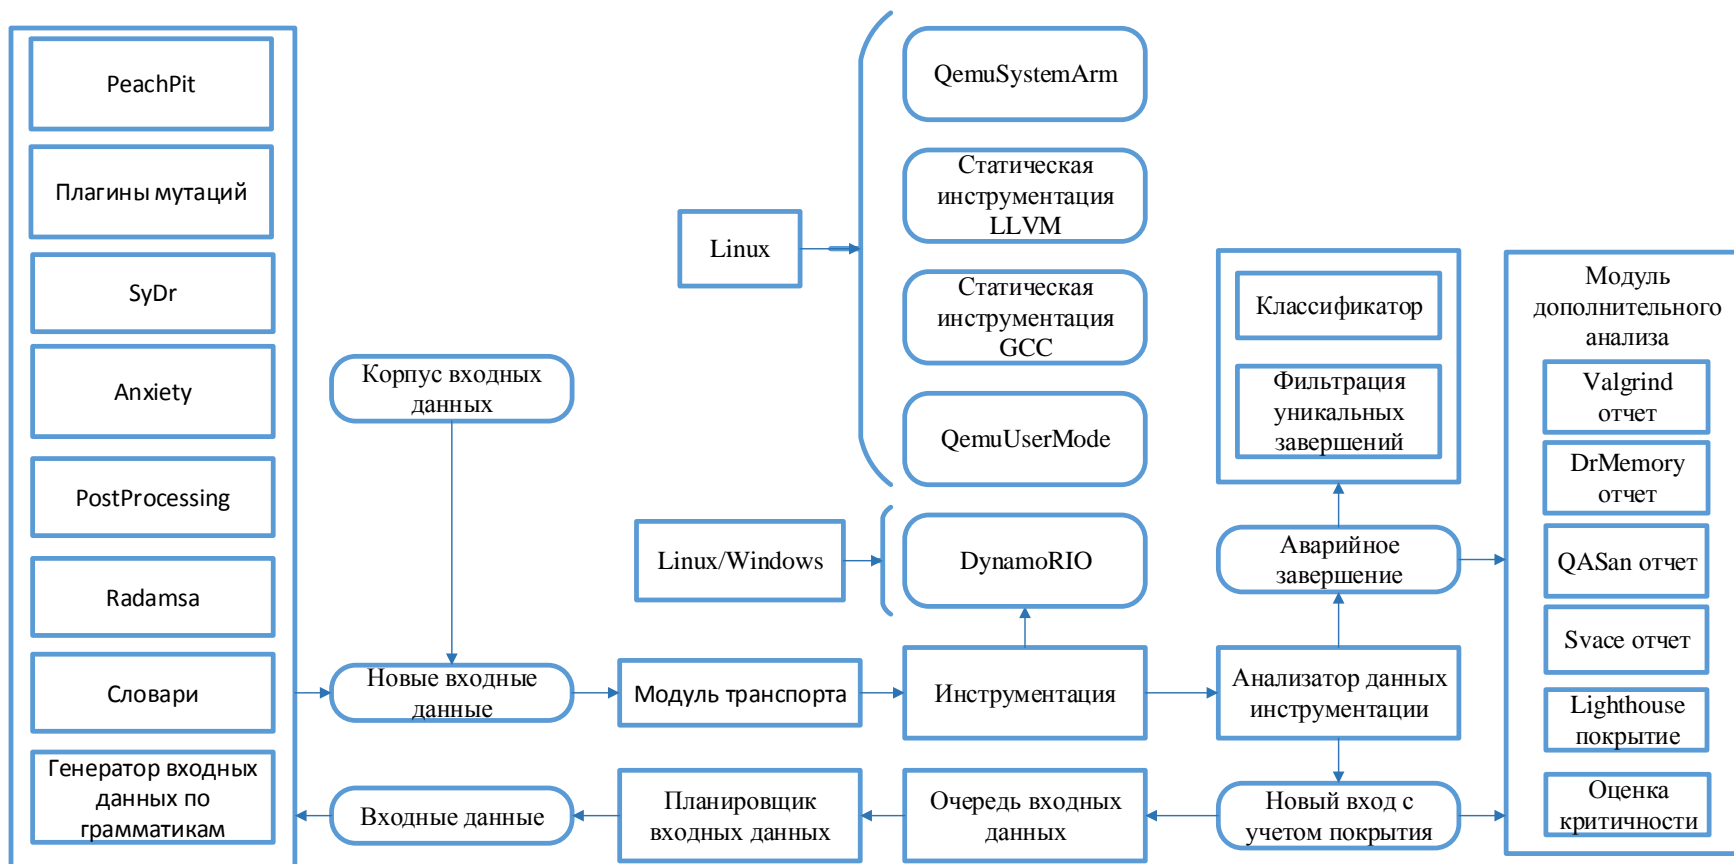 PeachPit
Плагины мутаций
SyDr
Anxiety
PostProcessing
Radamsa
Словари
Генератор входных
данных по
грамматикам
Корпус входных
данных
Новые входные
данные
Входные данные
Linux
Linux/Windows
Модуль транспорта
Планировщик
входных данных
QemuSystemArm
Статическая
инструментация
LLVM
Статическая
инструментация
GCC
QemuUserMode
DynamoRIO
Инструментация
Очередь входных
данных
Классификатор
Фильтрация
уникальных
завершений
Аварийное
завершение
Анализатор данных
инструментации
Новый вход с
учетом покрытия
Модуль
дополнительного
анализа
Valgrind
отчет
DrMemory
отчет
QASan отчет
Svace отчет
Lighthouse
покрытие
Оценка
критичности